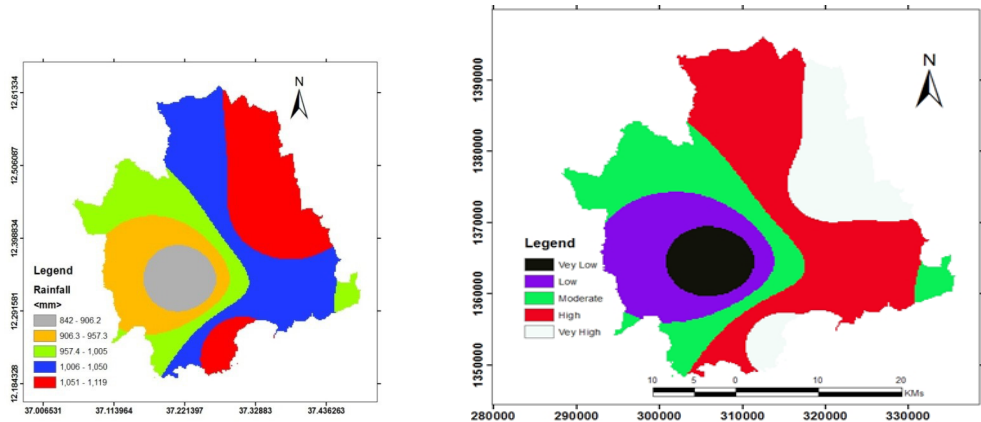 N
12.61334
12.506087
12.398834
12.291581
12.184328
Legend
Rainfall
<mm>
842 - 906.2
906.3 - 957.3
957.4 - 1,005
1,006 - 1,050
1,051 - 1,119
37.006531 37.113964 37.221397 37.32883 37.436263
N
1390000
1380000
1370000
1360000
1350000
Legend
Vey Low
Low
Moderate
High
Very High
10 5 0 10 20
KMs
280000 290000 300000 310000 320000 330000